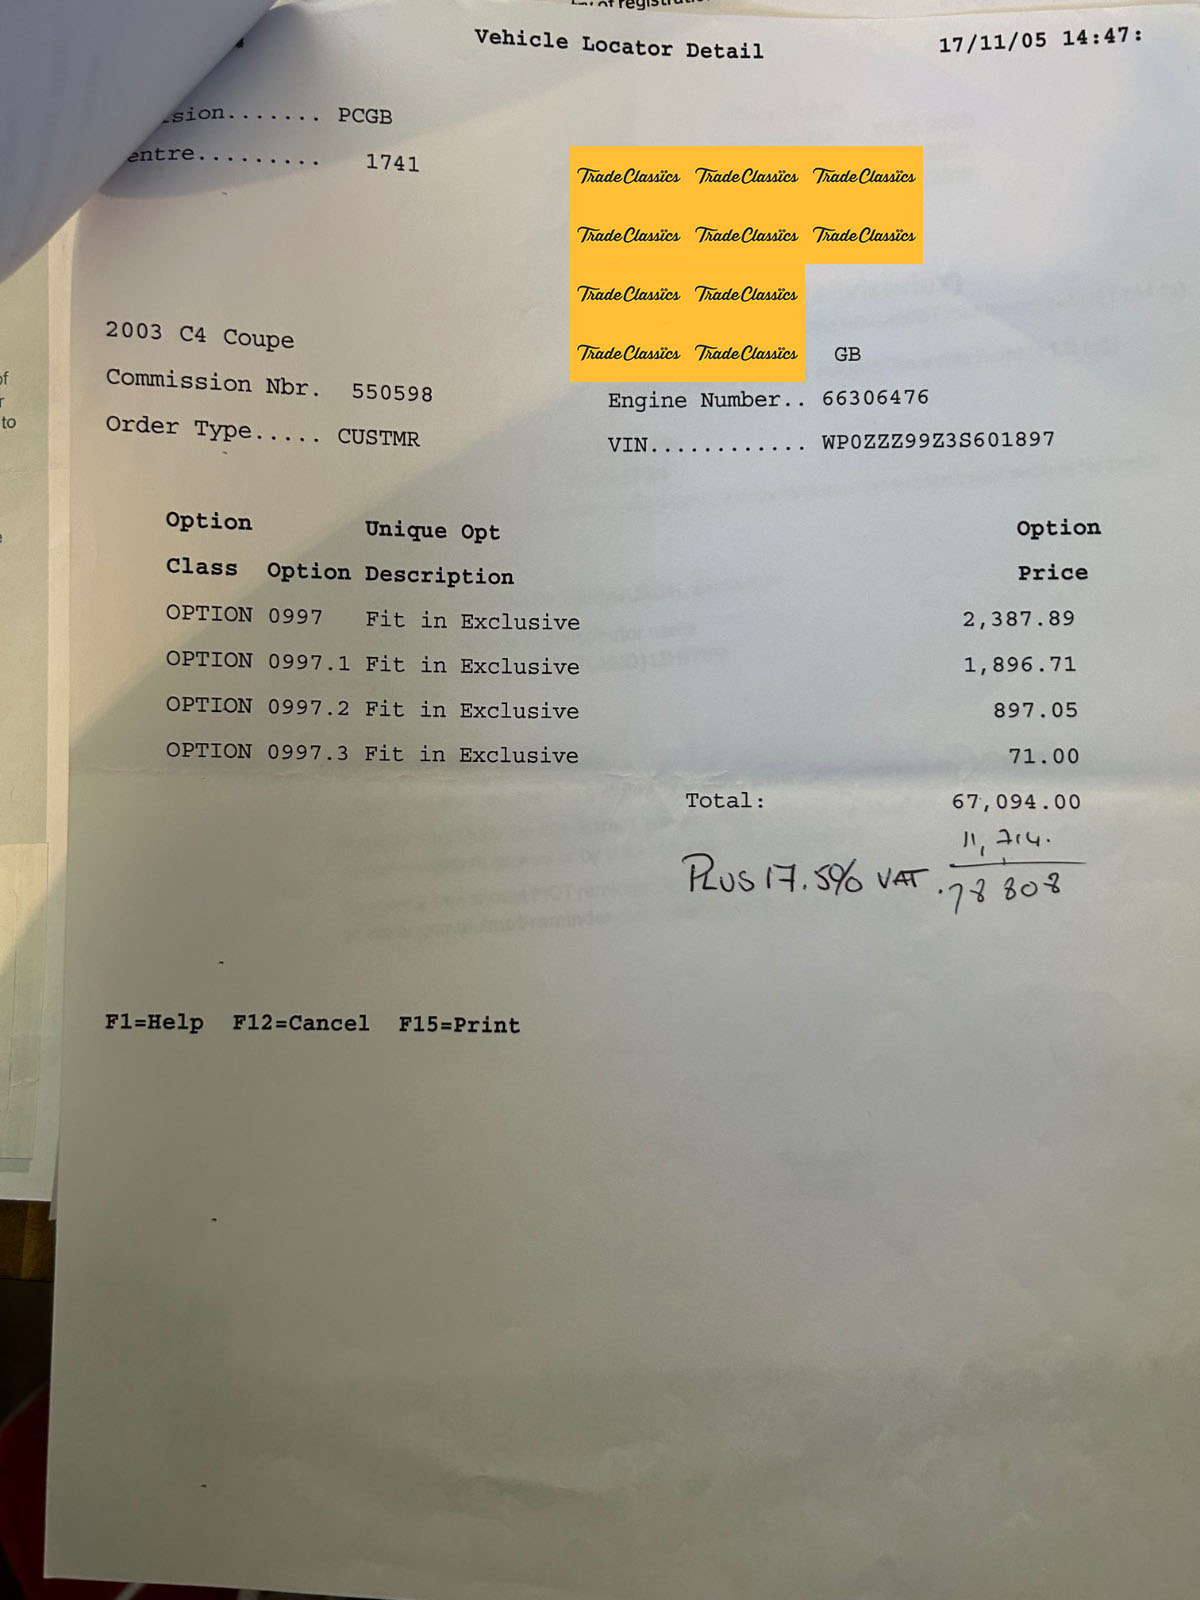 of registration
Vehicle Locator Detail 17/11/05 14:47:
sion....... PCGB
entre......... 1741
TradeClassics TradeClassics TradeClassics
TradeClassics TradeClassics TradeClassics
TradeClassics TradeClassics
TradeClassics TradeClassics GB
2003 C4 Coupe
Commission Nbr. 550598 Engine Number.. 66306476
Order Type..... CUSTMR VIN............ WP0ZZZ99Z3S601897
of
to
Option Unique Opt Option
Class Option Description Price
OPTION 0997 Fit in Exclusive 2,387.89
OPTION 0997.1 Fit in Exclusive 1,896.71
OPTION 0997.2 Fit in Exclusive 897.05
OPTION 0997.3 Fit in Exclusive 71.00
Total: 67,094.00
11,714.
PLUS 17.5% VAT. 78 808
F1=Help F12=Cancel F15=Print